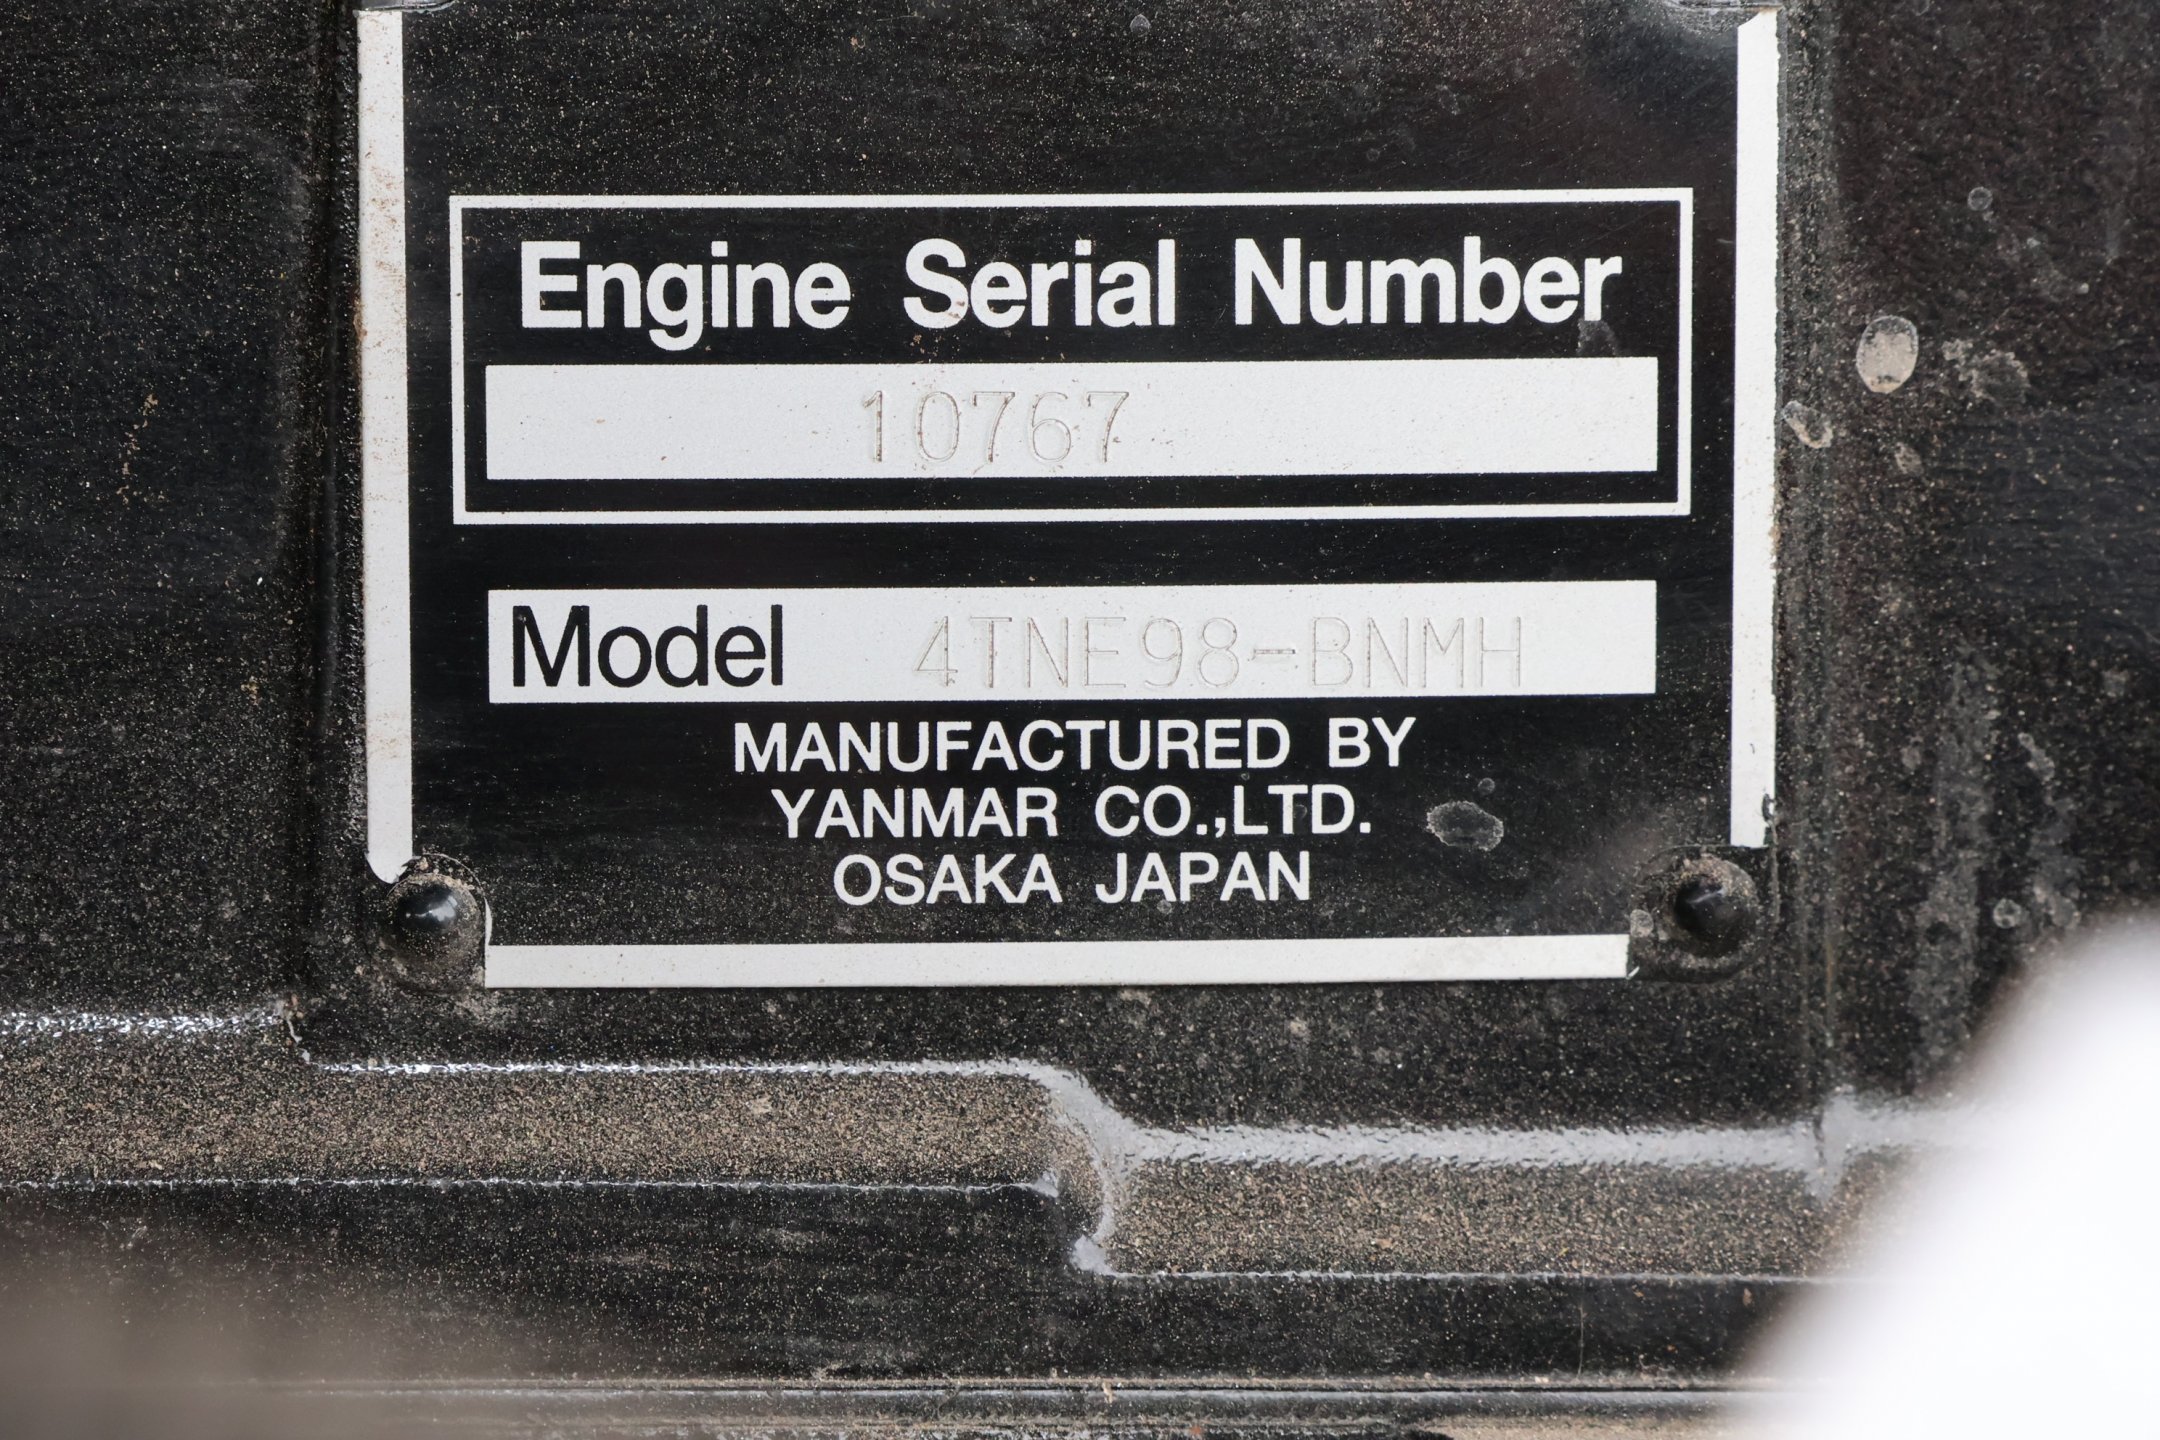 Engine Serial Number
10767
Model 4TNE98-BNMH
MANUFACTURED BY
YANMAR CO.,LTD.
OSAKA JAPAN